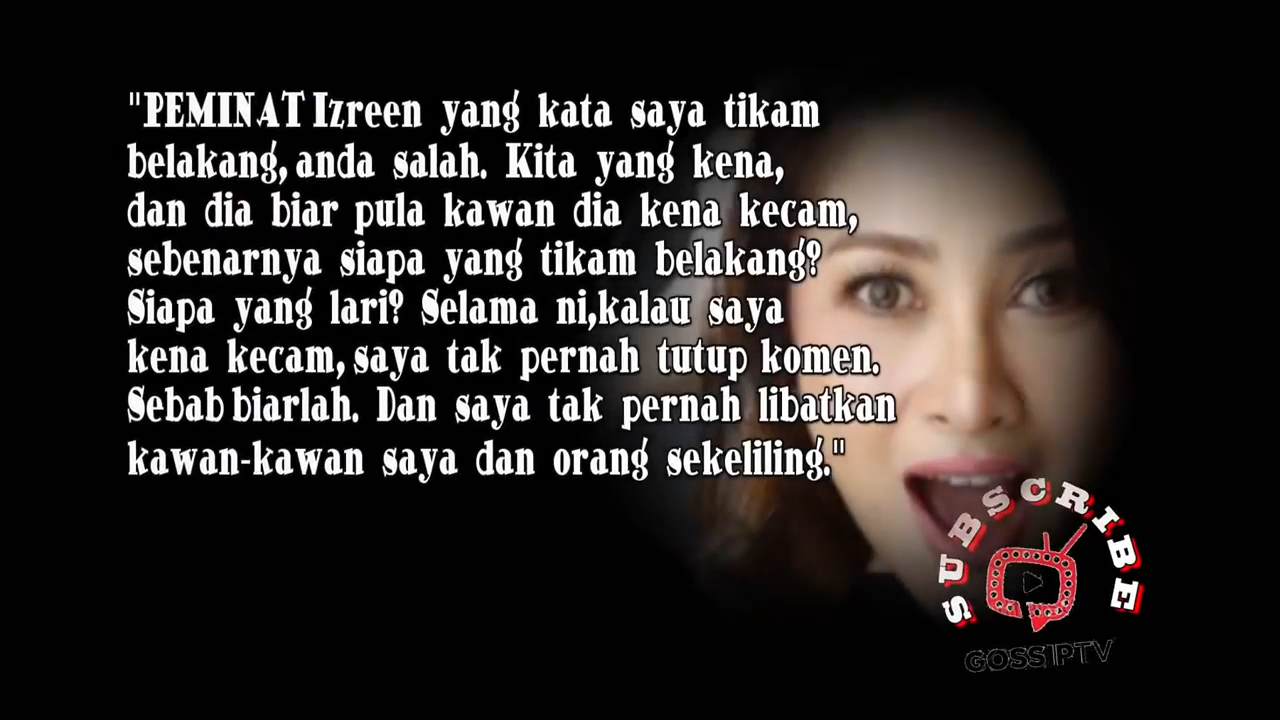 "PEMINAT Izreen yang kata saya tikam
belakang, anda salah. Kita yang kena,
dan dia biar pula kawan dia kena kecam,
sebenarnya siapa yang tikam belakang?
Siapa yang lari? Selama ni,kalau saya
kena kecam, saya tak pernah tutup komen.
Sebab biarlah. Dan saya tak pernah libatkan
kawan-kawan saya dan orang sekeliling."
SUBSCRIBE
GOSSIPTV